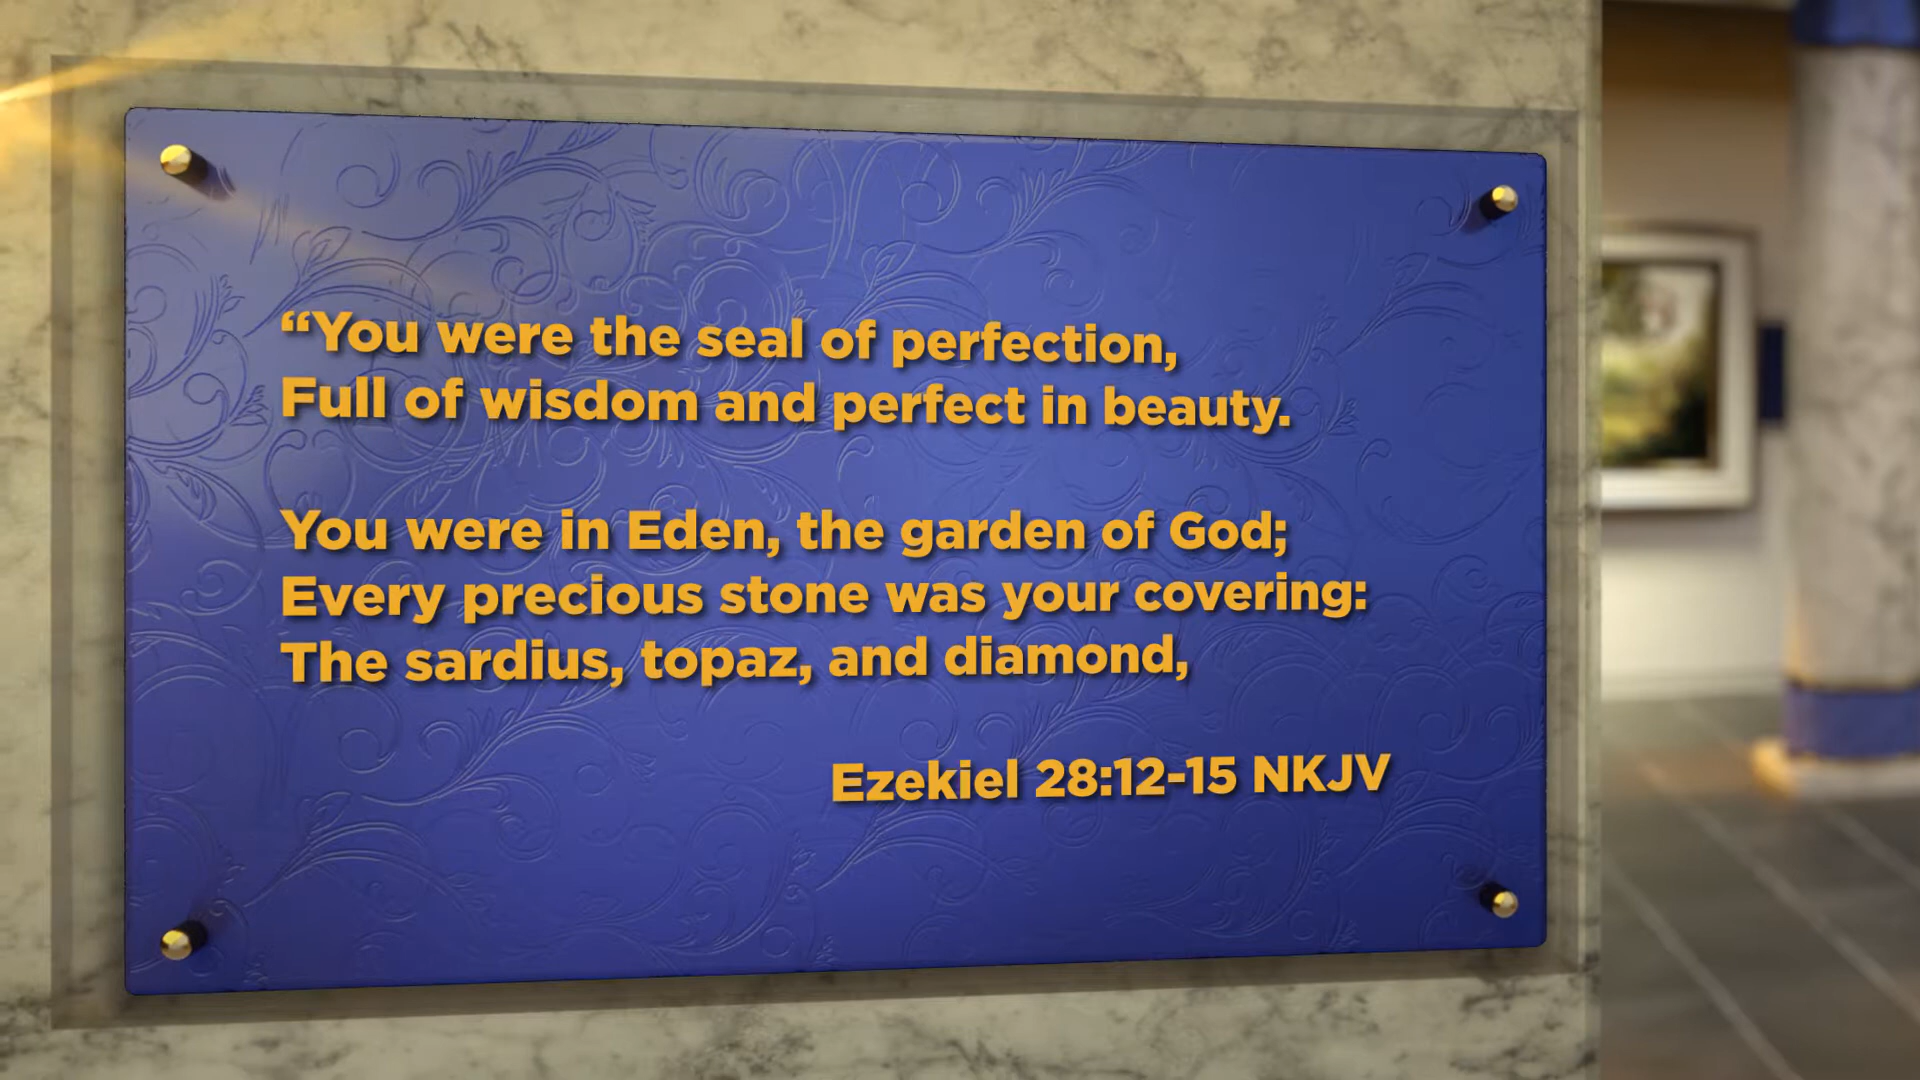 “You were the seal of perfection,
Full of wisdom and perfect in beauty.
You were in Eden, the garden of God;
Every precious stone was your covering:
The sardius, topaz, and diamond,
Ezekiel 28:12-15 NKJV